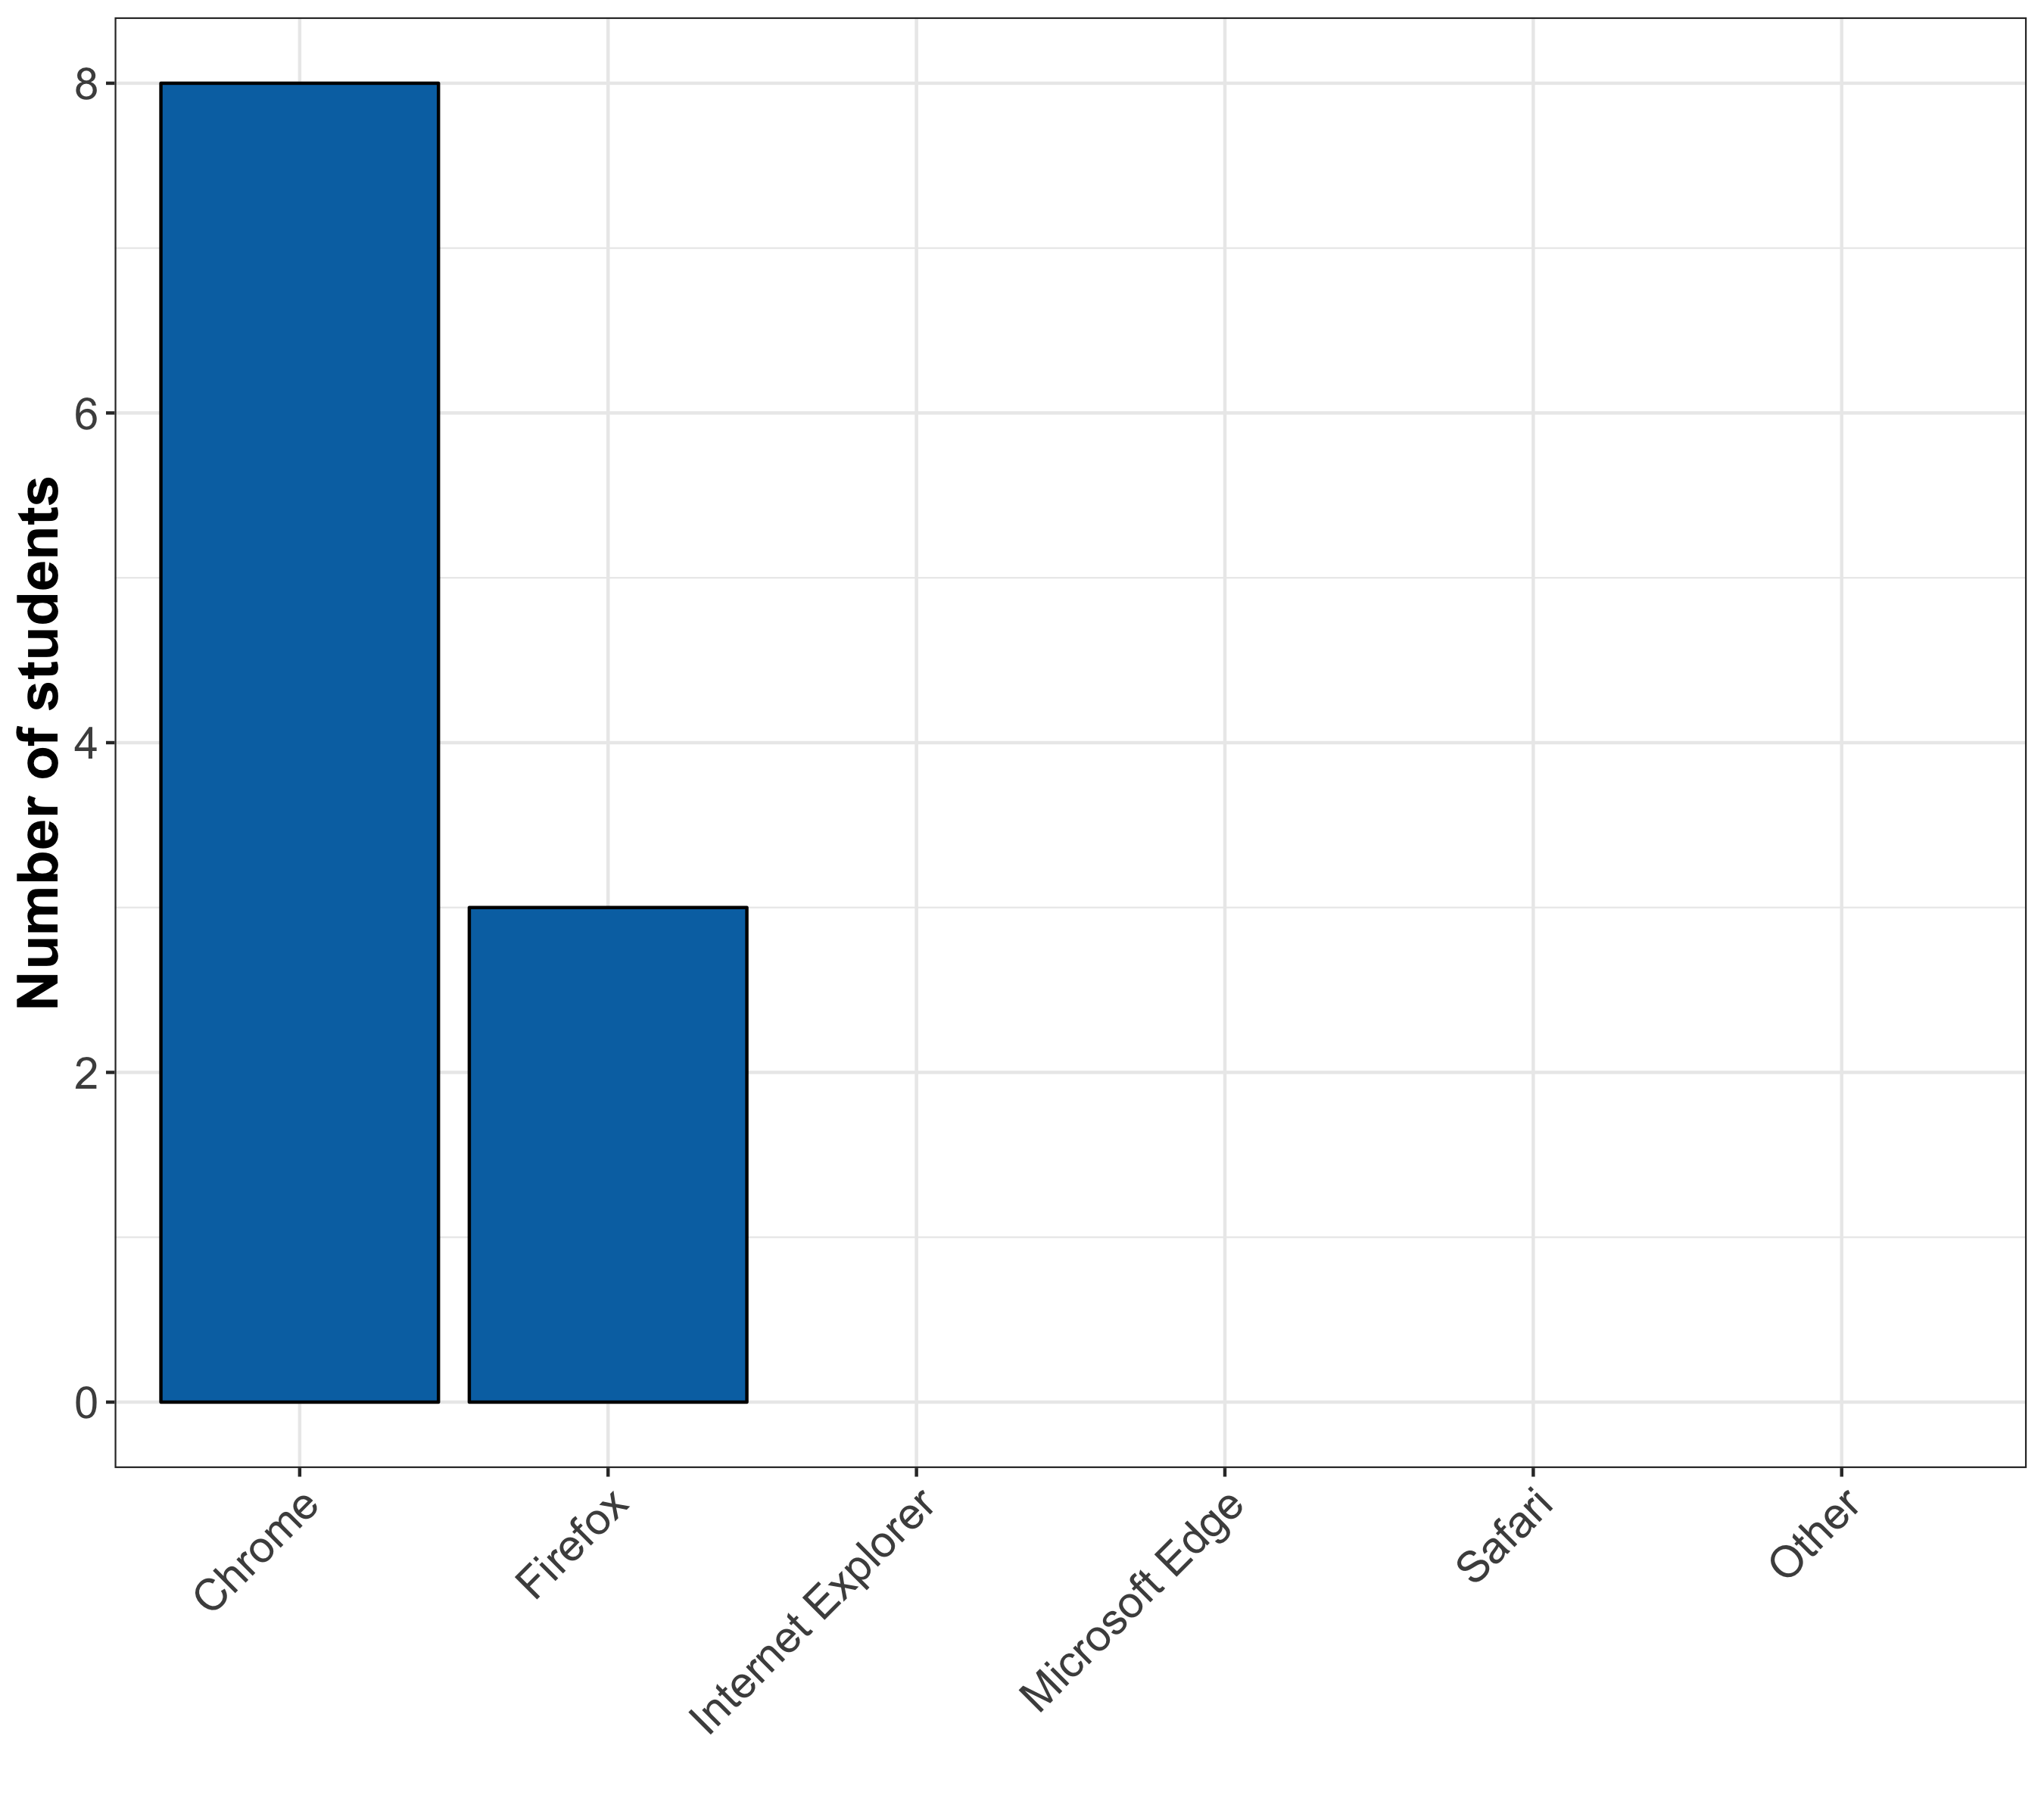 Number of students
8
6
4
2
0
Chrome
Firefox
Internet Explorer
Microsoft Edge
Safari
Other